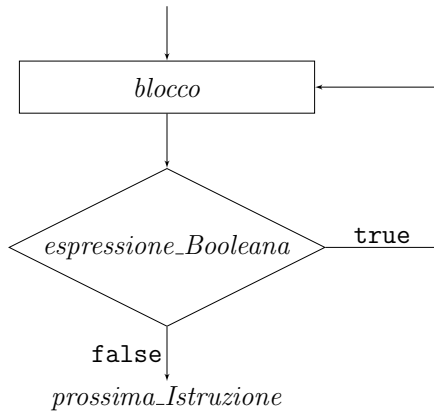 blocco
espressione_Booleana
true
false
prossima_Istruzione